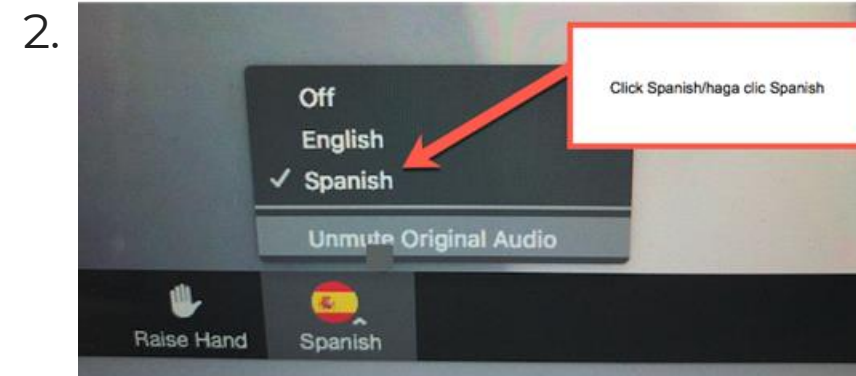 2.
Click Spanish/haga clic Spanish
Off
English
✓ Spanish
Unmute Original Audio
Raise Hand
Spanish